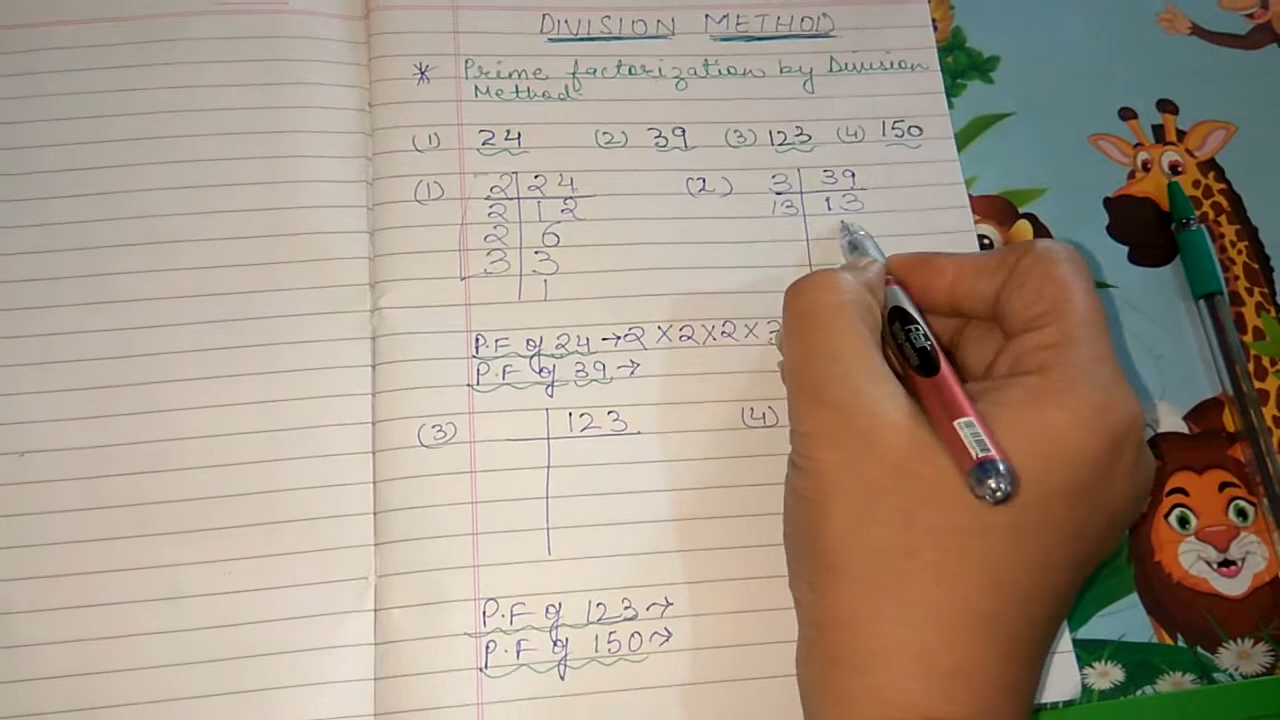 DIVISION METHOD
* Prime factorization by Division
Method
(1) 24 (2) 39 (3) 123 (4) 150
(1) 2 24 (2) 3 39
2 12 13 13
2 6
3 3
1
P.F of 24 → 2 × 2 × 2 × 3
P.F of 39 →
(3) 123 (4)
P.F of 123 →
P.F of 150 →
Flair